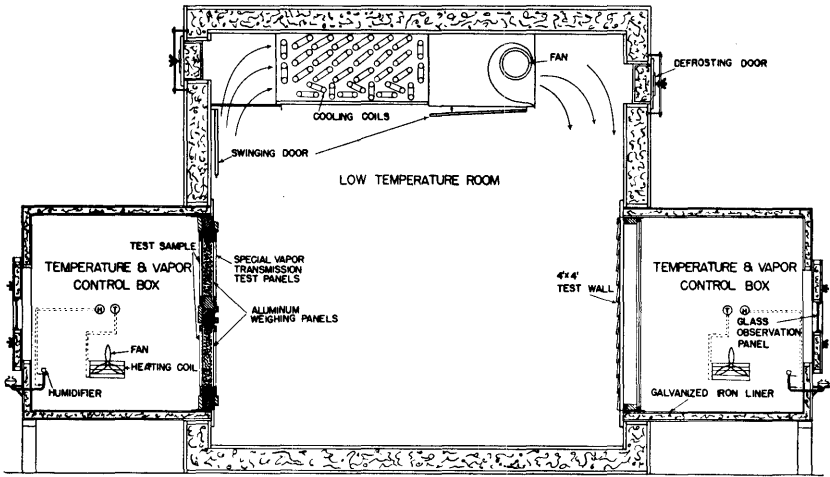 FAN
DEFROSTING DOOR
COOLING COILS
SWINGING DOOR
LOW TEMPERATURE ROOM
TEST SAMPLE
TEMPERATURE & VAPOR
CONTROL BOX
SPECIAL VAPOR
TRANSMISSION
TEST PANELS
ALUMINUM
WEIGHING PANELS
4'x4'
TEST WALL
TEMPERATURE & VAPOR
CONTROL BOX
H T
T H
GLASS
OBSERVATION
PANEL
FAN
HEATING COIL
HUMIDIFIER
GALVANIZED IRON LINER